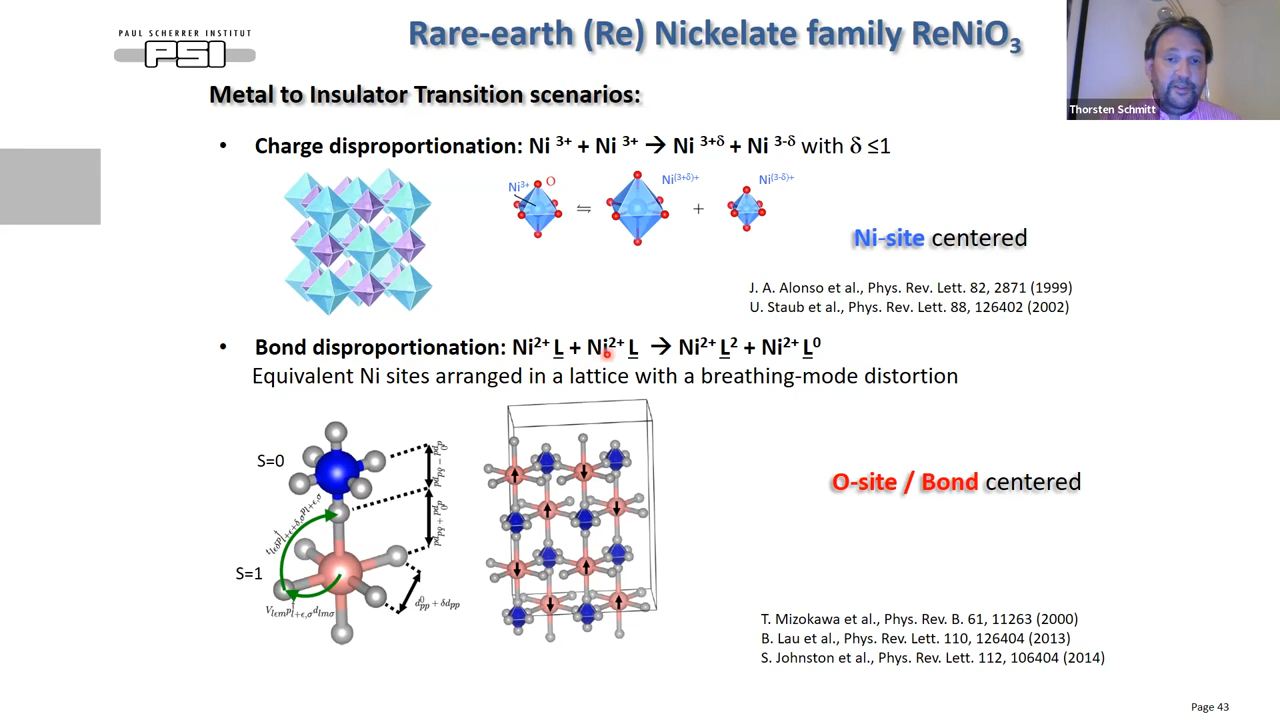 PAUL SCHERRER INSTITUT
PSI
Rare-earth (Re) Nickelate family ReNiO₃
Thorsten Schmitt
Metal to Insulator Transition scenarios:
• Charge disproportionation: Ni ³⁺ + Ni ³⁺ → Ni ³⁺ᵟ + Ni ³⁻ᵟ with δ ≤1
Ni³⁺ O ⇋ Ni⁽³⁺ᵟ⁾⁺ + Ni⁽³⁻ᵟ⁾⁺
Ni-site centered
J. A. Alonso et al., Phys. Rev. Lett. 82, 2871 (1999)
U. Staub et al., Phys. Rev. Lett. 88, 126402 (2002)
• Bond disproportionation: Ni²⁺ L + Ni²⁺ L → Ni²⁺ L² + Ni²⁺ L⁰
Equivalent Ni sites arranged in a lattice with a breathing-mode distortion
S=0
S=1
O-site / Bond centered
T. Mizokawa et al., Phys. Rev. B. 61, 11263 (2000)
B. Lau et al., Phys. Rev. Lett. 110, 126404 (2013)
S. Johnston et al., Phys. Rev. Lett. 112, 106404 (2014)
Page 43